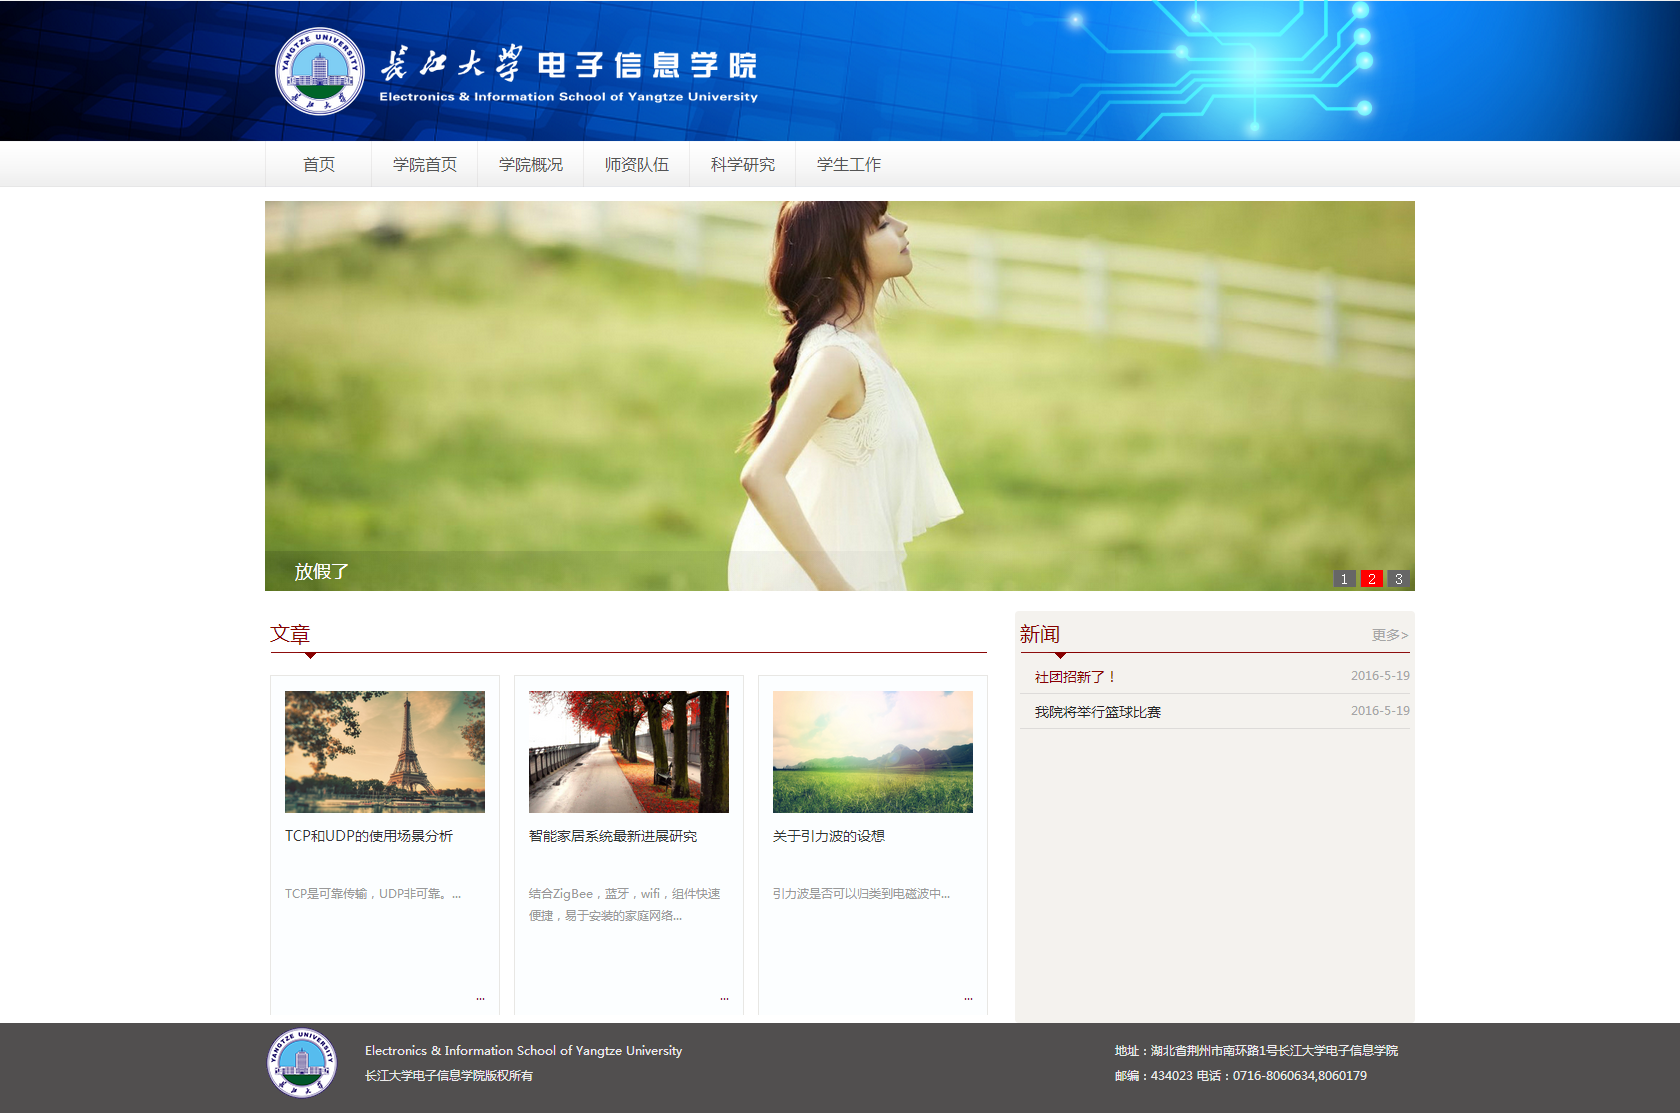 YANGTZE UNIVERSITY
长江大学
长江大学 电子信息学院
Electronics & Information School of Yangtze University
首页
学院首页
学院概况
师资队伍
科学研究
学生工作
放假了
1 2 3
文章
TCP和UDP的使用场景分析
TCP是可靠传输，UDP非可靠。...
...
智能家居系统最新进展研究
结合ZigBee，蓝牙，wifi，组件快速
便捷，易于安装的家庭网络...
...
关于引力波的设想
引力波是否可以归类到电磁波中...
...
新闻 更多>
社团招新了！ 2016-5-19
我院将举行篮球比赛 2016-5-19
YANGTZE UNIVERSITY
长江大学
Electronics & Information School of Yangtze University
长江大学电子信息学院版权所有
地址：湖北省荆州市南环路1号长江大学电子信息学院
邮编：434023 电话：0716-8060634,8060179